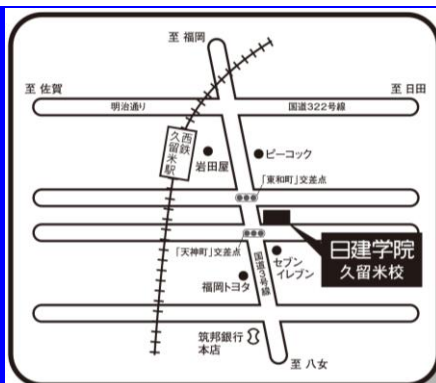 至 福岡
至 佐賀
至 日田
明治通り
国道322号線
西鉄
久留米駅
岩田屋
ピーコック
「東和町」交差点
日建学院
久留米校
「天神町」交差点
セブン
イレブン
国道3号線
福岡トヨタ
筑邦銀行
本店
至 八女